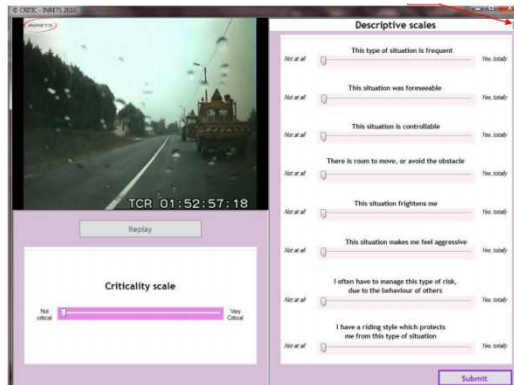 © CRITIC - INRETS 2010
INRETS
TCR 01:52:57:18
Replay
Criticality scale
Not critical
Very Critical
Descriptive scales
This type of situation is frequent
Not at all
Yes, totally
This situation was foreseeable
Not at all
Yes, totally
This situation is controllable
Not at all
Yes, totally
There is room to move, or avoid the obstacle
Not at all
Yes, totally
This situation frightens me
Not at all
Yes, totally
This situation makes me feel aggressive
Not at all
Yes, totally
I often have to manage this type of risk,
due to the behaviour of others
Not at all
Yes, totally
I have a riding style which protects
me from this type of situation
Not at all
Yes, totally
Submit